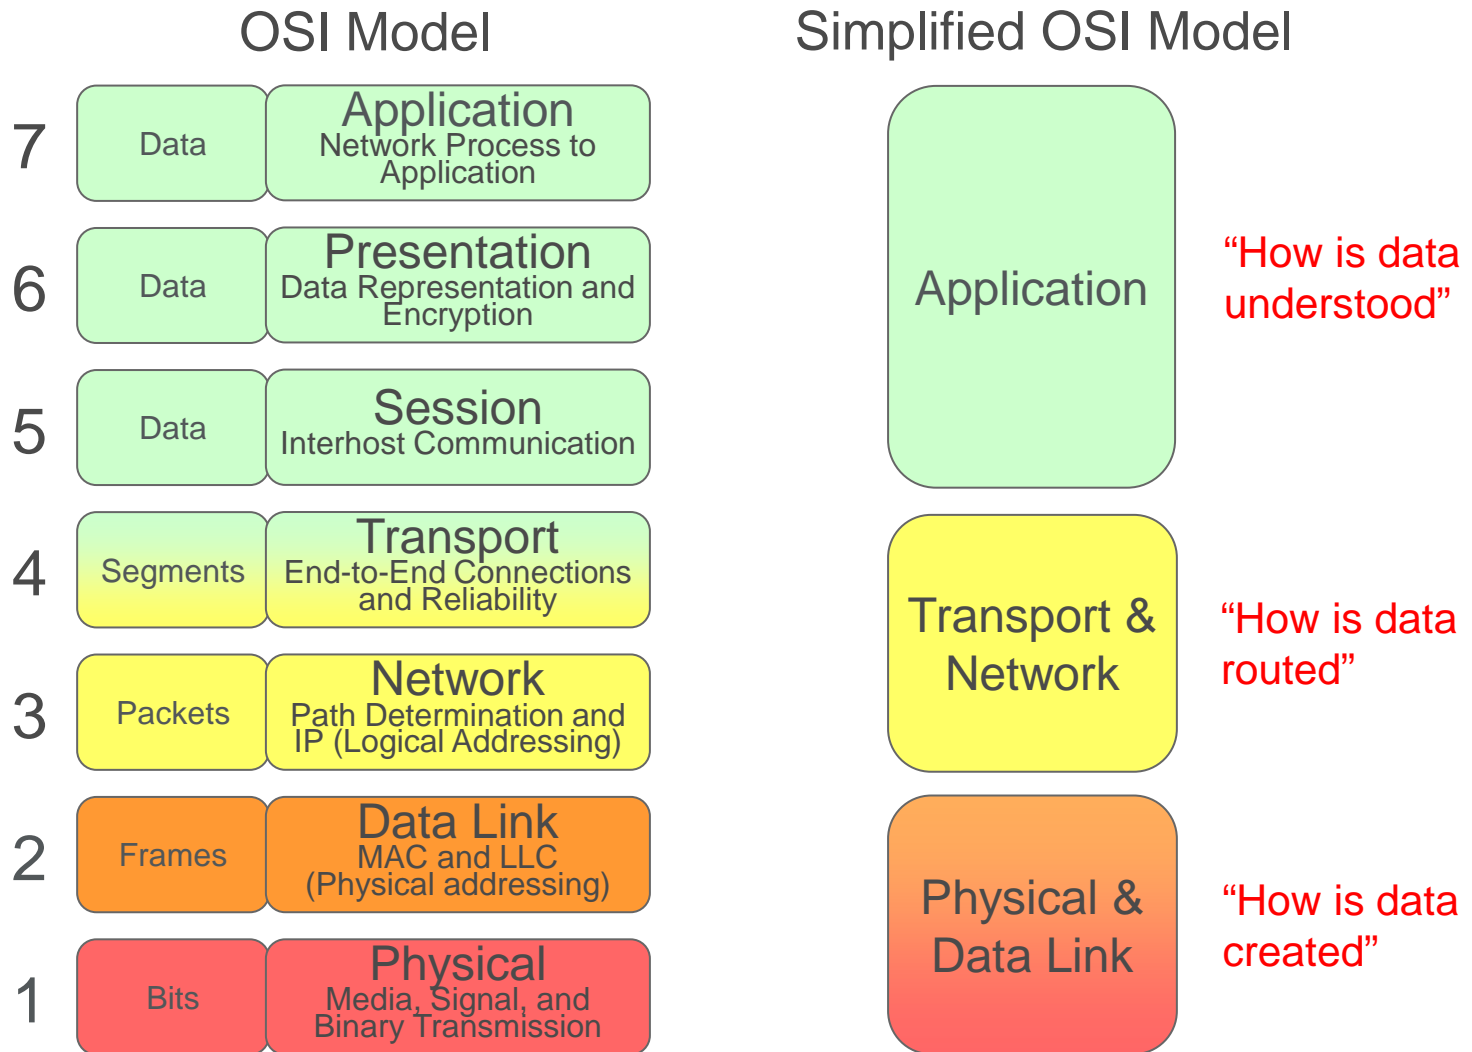 OSI Model
Simplified OSI Model
7
Data
Application
Network Process to
Application
6
Data
Presentation
Data Representation and
Encryption
5
Data
Session
Interhost Communication
4
Segments
Transport
End-to-End Connections
and Reliability
3
Packets
Network
Path Determination and
IP (Logical Addressing)
2
Frames
Data Link
MAC and LLC
(Physical addressing)
1
Bits
Physical
Media, Signal, and
Binary Transmission
Application
“How is data
understood”
Transport &
Network
“How is data
routed”
Physical &
Data Link
“How is data
created”